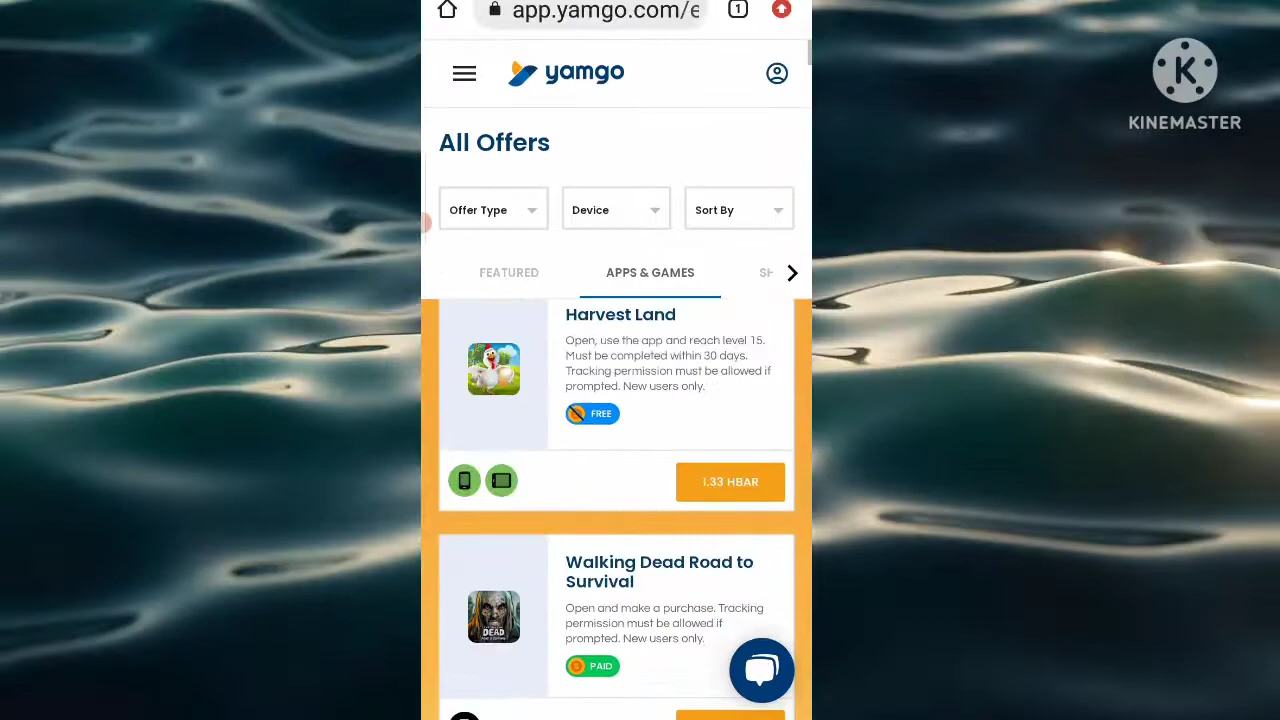 app.yamgo.com/e
1
yamgo
KINEMASTER
All Offers
Offer Type
Device
Sort By
FEATURED
APPS & GAMES
SH
Harvest Land
Open, use the app and reach level 15.
Must be completed within 30 days.
Tracking permission must be allowed if
prompted. New users only.
FREE
1.33 HBAR
Walking Dead Road to
Survival
Open and make a purchase. Tracking
permission must be allowed if
prompted. New users only.
DEAD
PAID